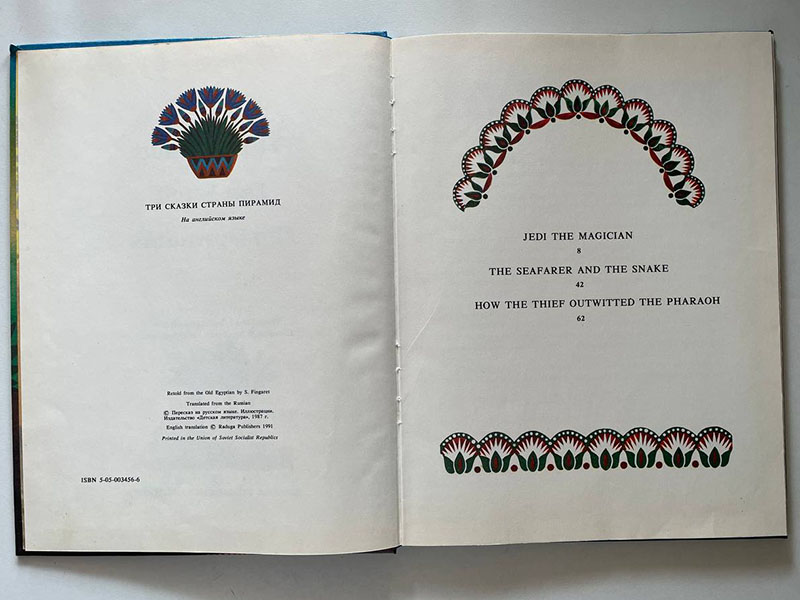 ТРИ СКАЗКИ СТРАНЫ ПИРАМИД
На английском языке
Retold from the Old Egyptian by S. Fingaret
Translated from the Russian
© Пересказ на русском языке. Иллюстрации.
Издательство «Детская литература», 1987 г.
English translation © Raduga Publishers 1991
Printed in the Union of Soviet Socialist Republics
ISBN 5-05-003456-6
JEDI THE MAGICIAN
8
THE SEAFARER AND THE SNAKE
42
HOW THE THIEF OUTWITTED THE PHARAOH
62